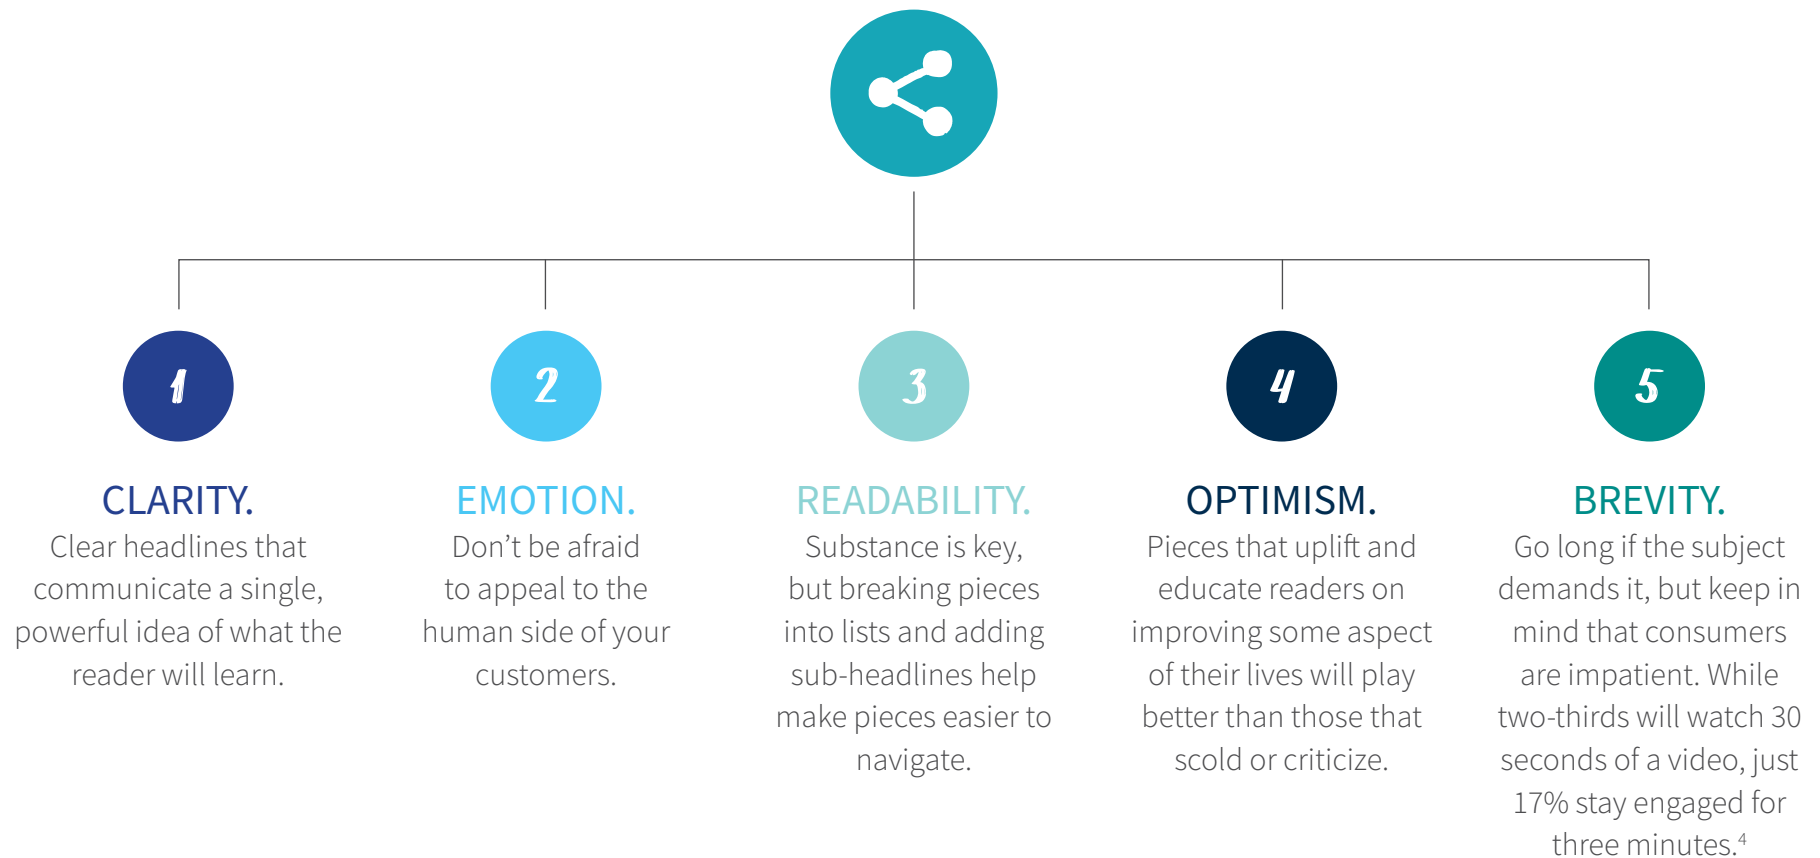 1
CLARITY.
Clear headlines that
communicate a single,
powerful idea of what the
reader will learn.
2
EMOTION.
Don’t be afraid
to appeal to the
human side of your
customers.
3
READABILITY.
Substance is key,
but breaking pieces
into lists and adding
sub-headlines help
make pieces easier to
navigate.
4
OPTIMISM.
Pieces that uplift and
educate readers on
improving some aspect
of their lives will play
better than those that
scold or criticize.
5
BREVITY.
Go long if the subject
demands it, but keep in
mind that consumers
are impatient. While
two-thirds will watch 30
seconds of a video, just
17% stay engaged for
three minutes.⁴